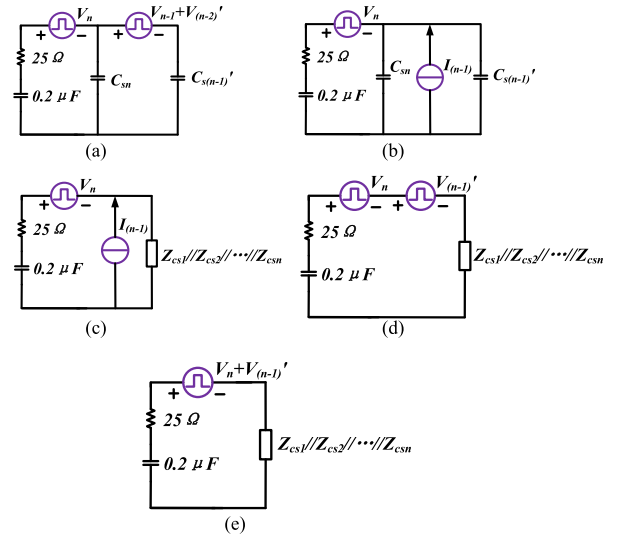 Vn
Vn-1+V(n-2)'
+ − + −
25 Ω
Csn
Cs(n-1)'
0.2 μF
(a)
Vn
+ −
25 Ω
Csn
I(n-1)
Cs(n-1)'
0.2 μF
(b)
Vn
+ −
I(n-1)
25 Ω
Zcs1//Zcs2//···//Zcsn
0.2 μF
(c)
Vn
V(n-1)'
+ − + −
25 Ω
Zcs1//Zcs2//···//Zcsn
0.2 μF
(d)
Vn+V(n-1)'
+ −
25 Ω
Zcs1//Zcs2//···//Zcsn
0.2 μF
(e)